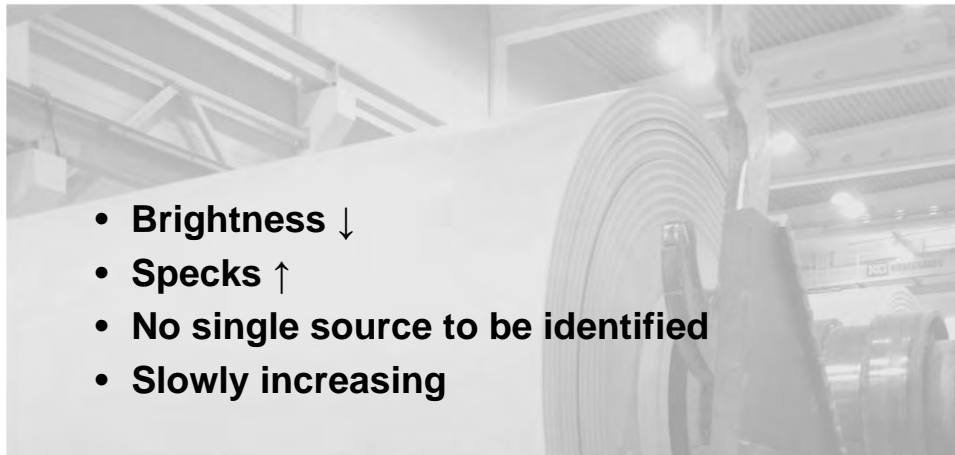 • Brightness ↓
• Specks ↑
• No single source to be identified
• Slowly increasing